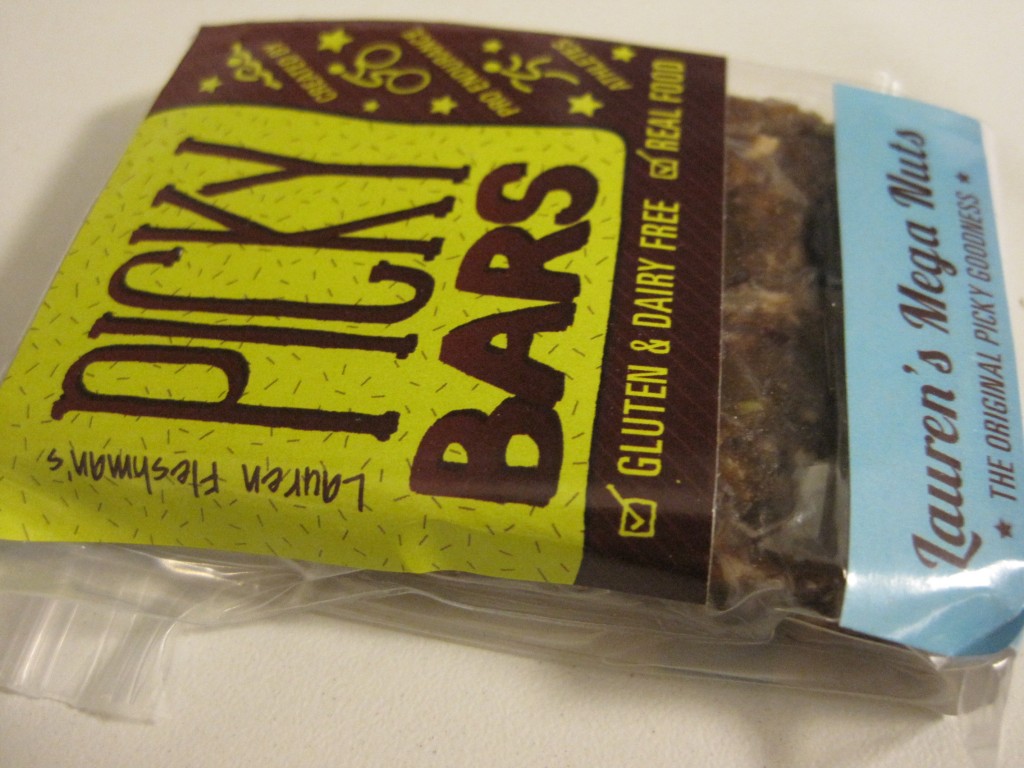 CREATED BY
PRO ENDURANCE
ATHLETES
Lauren Fleshman's
PICKY
BARS
GLUTEN & DAIRY FREE REAL FOOD
Lauren's Mega Nuts
THE ORIGINAL PICKY GOODNESS